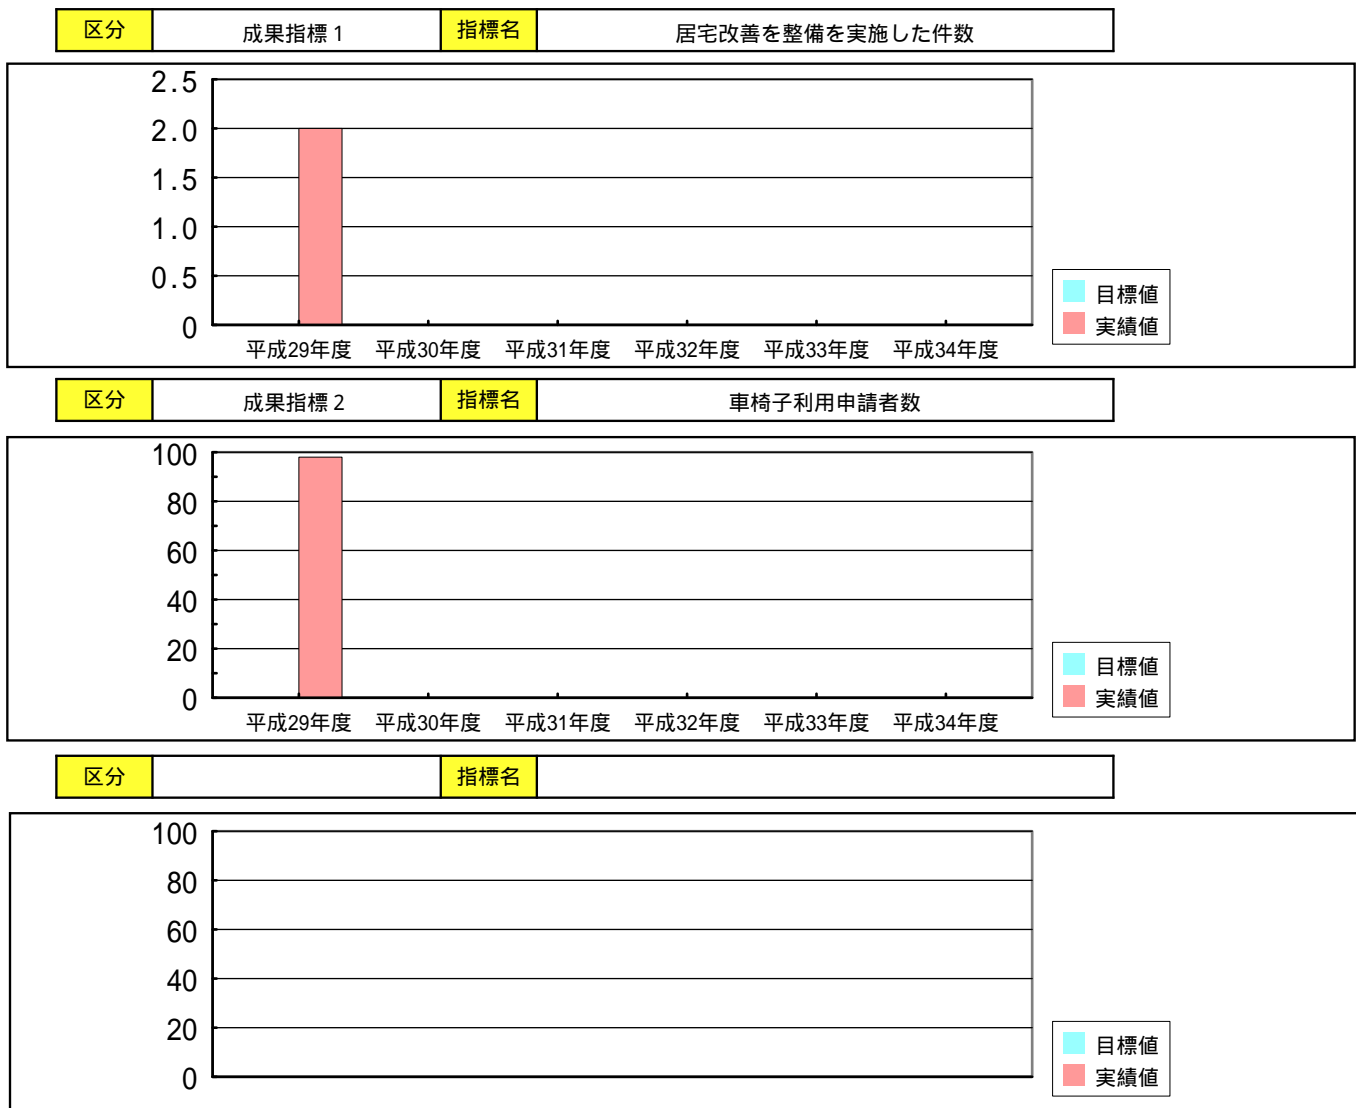 区分 成果指標1 指標名 居宅改善を整備を実施した件数
2.5
2.0
1.5
1.0
0.5
0
平成29年度 平成30年度 平成31年度 平成32年度 平成33年度 平成34年度
目標値
実績値
区分 成果指標2 指標名 車椅子利用申請者数
100
80
60
40
20
0
平成29年度 平成30年度 平成31年度 平成32年度 平成33年度 平成34年度
目標値
実績値
区分 指標名
100
80
60
40
20
0
目標値
実績値